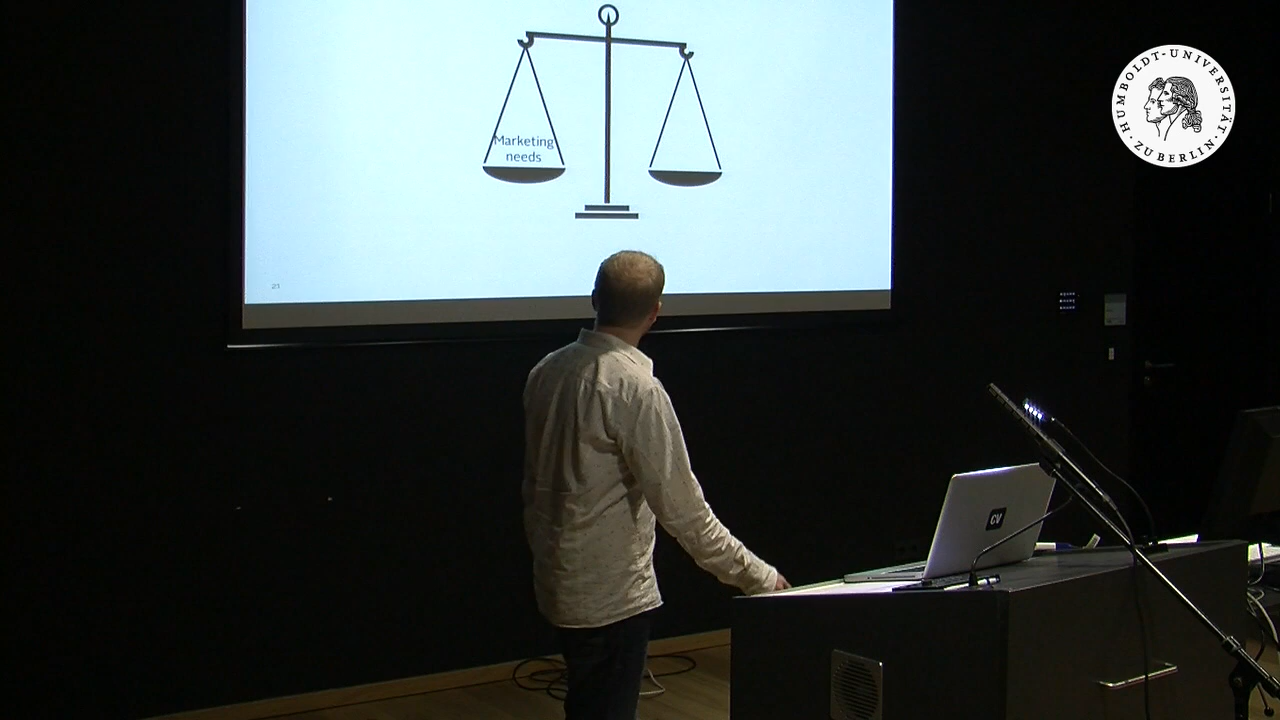 Marketing
needs
HUMBOLDT-UNIVERSITÄT
· ZU BERLIN ·
21
CV